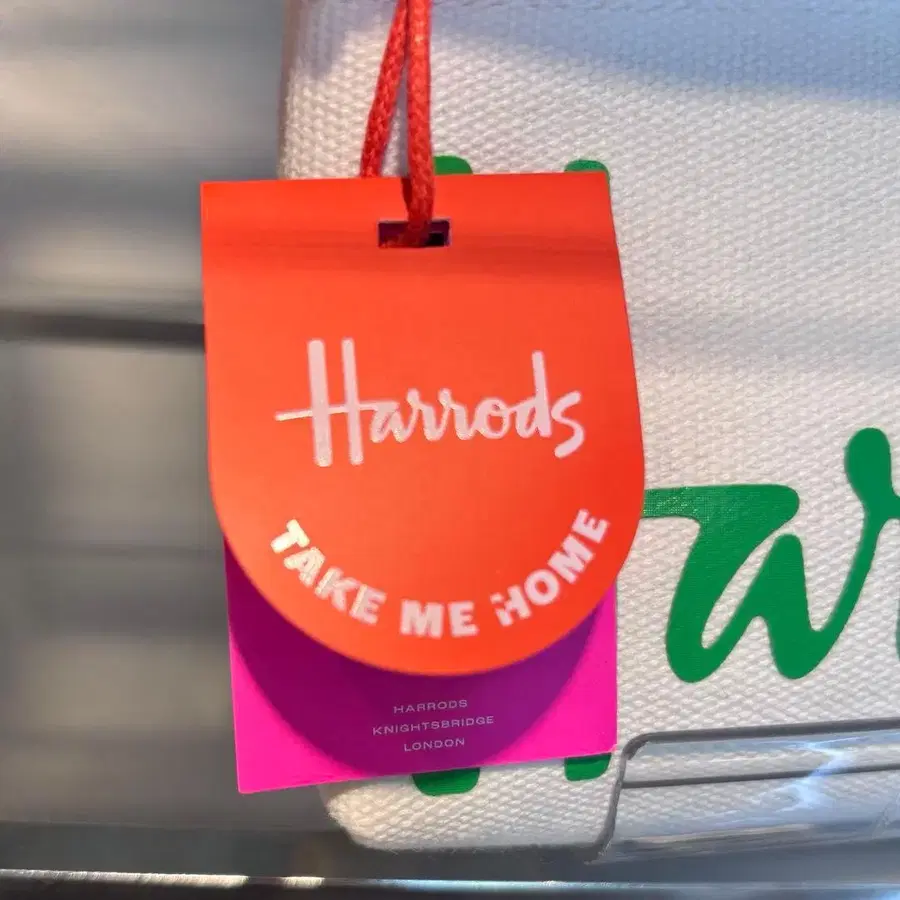 Harrods
TAKE ME HOME
HARRODS
KNIGHTSBRIDGE
LONDON